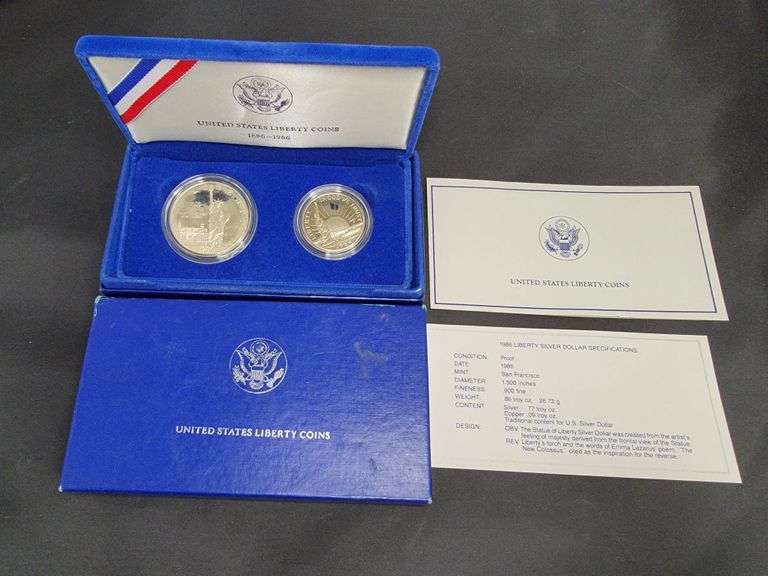 UNITED STATES LIBERTY COINS
1886–1986
UNITED STATES LIBERTY COINS
UNITED STATES LIBERTY COINS
1986 LIBERTY SILVER DOLLAR SPECIFICATIONS
CONDITION: Proof
DATE: 1986
MINT: San Francisco
DIAMETER: 1.500 inches
FINENESS: 900 fine
WEIGHT: .86 troy oz. 26.73 g
CONTENT: Silver .77 troy oz.
Copper .09 troy oz.
Traditional content for U.S. Silver Dollar
DESIGN: OBV. The Statue of Liberty Silver Dollar was created from the artist's
feeling of majesty derived from the frontal view of the Statue.
REV. Liberty's torch and the words of Emma Lazarus' poem, "The
New Colossus," cited as the inspiration for the reverse.